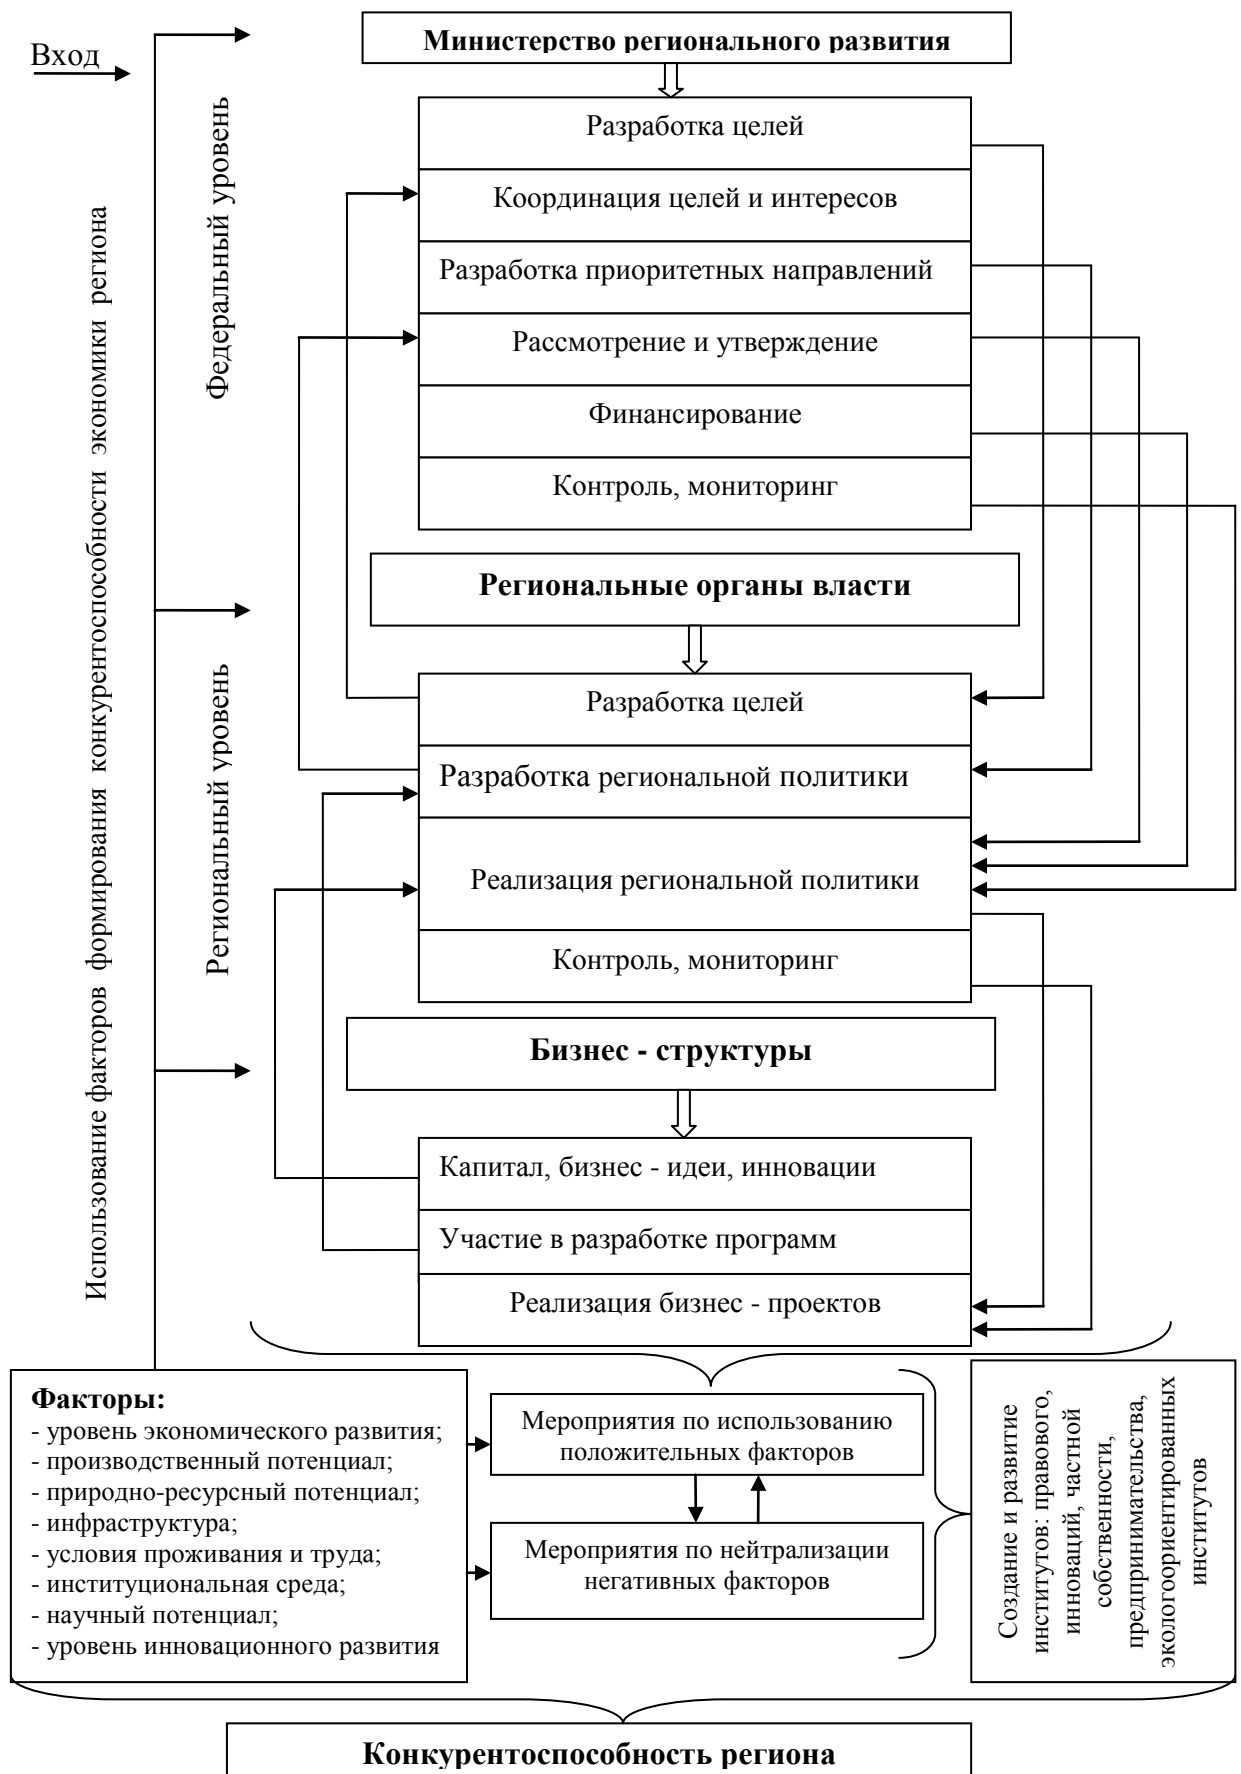 Вход
Министерство регионального развития
Разработка целей
Координация целей и интересов
Разработка приоритетных направлений
Рассмотрение и утверждение
Финансирование
Контроль, мониторинг
Федеральный уровень
Использование факторов формирования конкурентоспособности экономики региона
Региональные органы власти
Разработка целей
Разработка региональной политики
Реализация региональной политики
Контроль, мониторинг
Региональный уровень
Бизнес - структуры
Капитал, бизнес - идеи, инновации
Участие в разработке программ
Реализация бизнес - проектов
Факторы:
- уровень экономического развития;
- производственный потенциал;
- природно-ресурсный потенциал;
- инфраструктура;
- условия проживания и труда;
- институциональная среда;
- научный потенциал;
- уровень инновационного развития
Мероприятия по использованию
положительных факторов
Мероприятия по нейтрализации
негативных факторов
Создание и развитие
институтов: правового,
инноваций, частной
собственности,
предпринимательства,
экологоориентированных
институтов
Конкурентоспособность региона